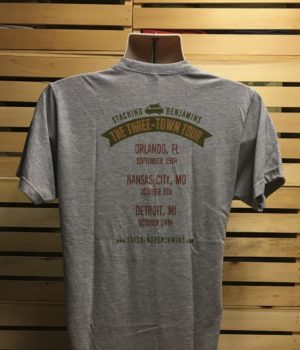 STACKING BENJAMINS
THE THREE-TOWN TOUR
ORLANDO, FL
SEPTEMBER 25TH
KANSAS CITY, MO
OCTOBER 9TH
DETROIT, MI
OCTOBER 24TH
WWW.STACKINGBENJAMINS.COM